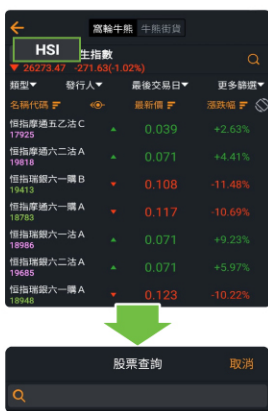 窩輪牛熊 牛熊街貨
HSI 生指數
▼ 26273.47 -271.63(-1.02%)
類型▼ 發行人▼ 最後交易日▼ 更多篩選▼
名稱代碼 最新價 漲跌幅
恒指摩通五乙沽C
17925
0.039 +2.63%
恒指摩通六二沽A
19818
0.071 +4.41%
恒指瑞銀六一購B
19413
0.108 -11.48%
恒指摩通六一購A
18783
0.117 -10.69%
恒指瑞銀六一沽A
18986
0.071 +9.23%
恒指瑞銀六二沽A
19685
0.071 +5.97%
恒指瑞銀六一購A
18948
0.123 -10.22%
股票查詢 取消